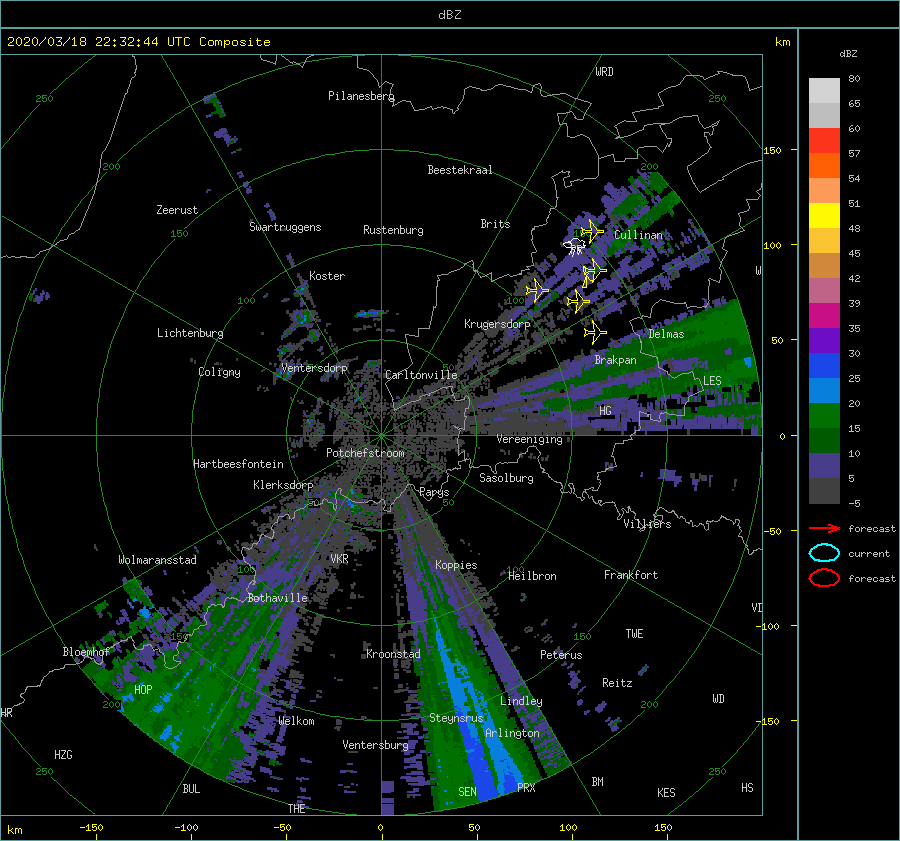 dBZ
2020/03/18 22:32:44 UTC Composite
km
dBZ
WRD
250
Pilanesberg
250
80
65
60
57
54
51
48
45
42
39
35
30
25
20
15
10
5
-5
150
100
50
0
-50
-100
-150
200
Beestekraal
200
Zeerust
150
Swartruggens
Rustenburg
Brits
Cullinan
Koster
W
100
100
Lichtenburg
Krugersdorp
Delmas
Coligny
Ventersdorp
Carltonville
Brakpan
LES
HG
Vereeniging
Potchefstroom
Hartbeesfontein
Klerksdorp
Sasolburg
Parys
50
50
Villiers
forecast
current
forecast
Wolmaransstad
VKR
Koppies
100
100
Heilbron
Frankfort
Bothaville
VI
150
150
TWE
Bloemhof
Kroonstad
Peterus
HOP
Reitz
200
Lindley
200
WD
HR
Welkom
Steynsrus
Arlington
HZG
Ventersburg
250
250
BUL
SEN
PRX
BM
KES
HS
THE
km
-150
-100
-50
0
50
100
150